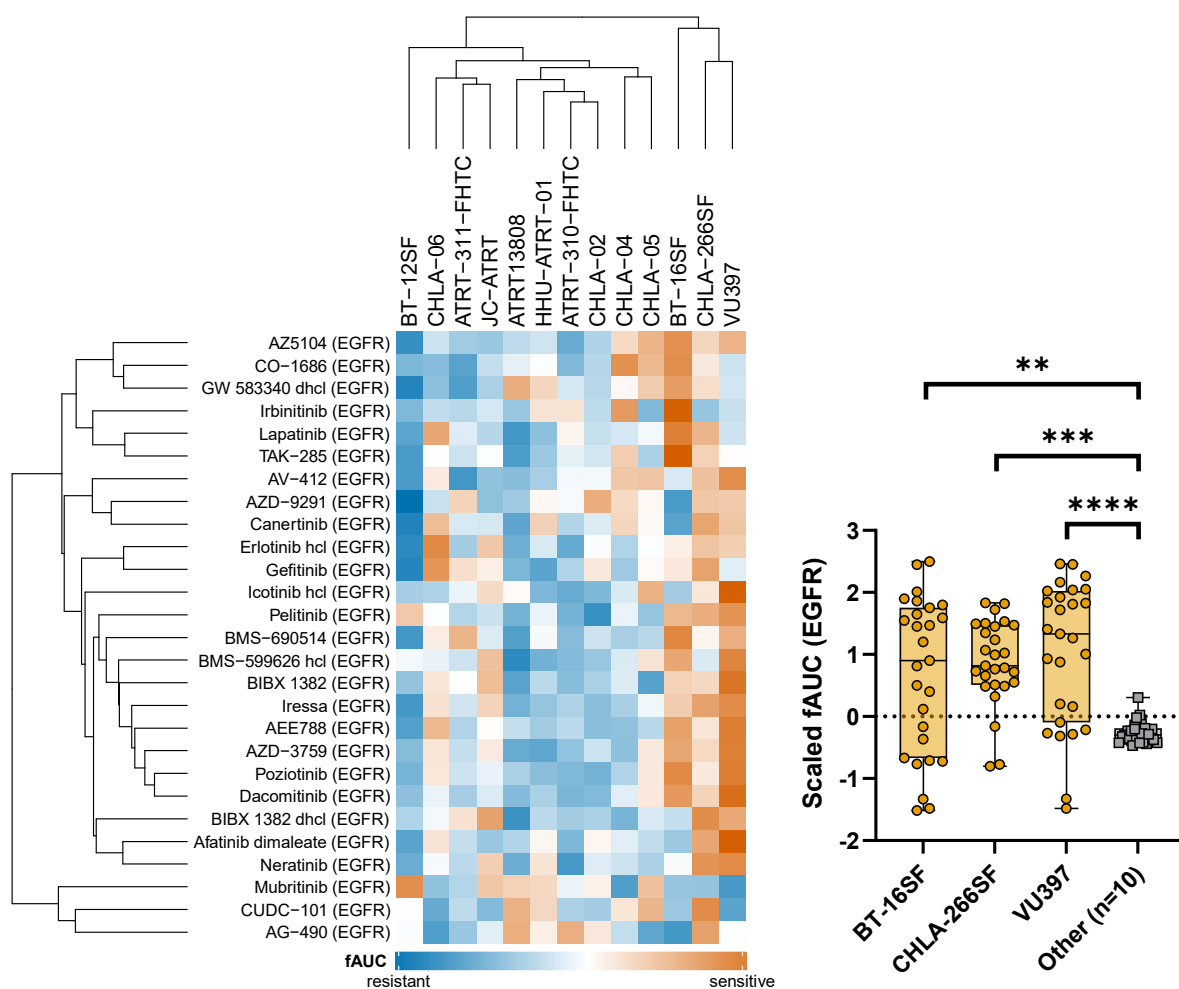 BT−12SF
CHLA−06
ATRT−311−FHTC
JC−ATRT
ATRT13808
HHU−ATRT−01
ATRT−310−FHTC
CHLA−02
CHLA−04
CHLA−05
BT−16SF
CHLA−266SF
VU397
AZ5104 (EGFR)
CO−1686 (EGFR)
GW 583340 dhcl (EGFR)
Irbinitinib (EGFR)
Lapatinib (EGFR)
TAK−285 (EGFR)
AV−412 (EGFR)
AZD−9291 (EGFR)
Canertinib (EGFR)
Erlotinib hcl (EGFR)
Gefitinib (EGFR)
Icotinib hcl (EGFR)
Pelitinib (EGFR)
BMS−690514 (EGFR)
BMS−599626 hcl (EGFR)
BIBX 1382 (EGFR)
Iressa (EGFR)
AEE788 (EGFR)
AZD−3759 (EGFR)
Poziotinib (EGFR)
Dacomitinib (EGFR)
BIBX 1382 dhcl (EGFR)
Afatinib dimaleate (EGFR)
Neratinib (EGFR)
Mubritinib (EGFR)
CUDC−101 (EGFR)
AG−490 (EGFR)
fAUC
resistant
sensitive
**
***
****
Scaled fAUC (EGFR)
3
2
1
0
-1
-2
BT-16SF
CHLA-266SF
VU397
Other (n=10)